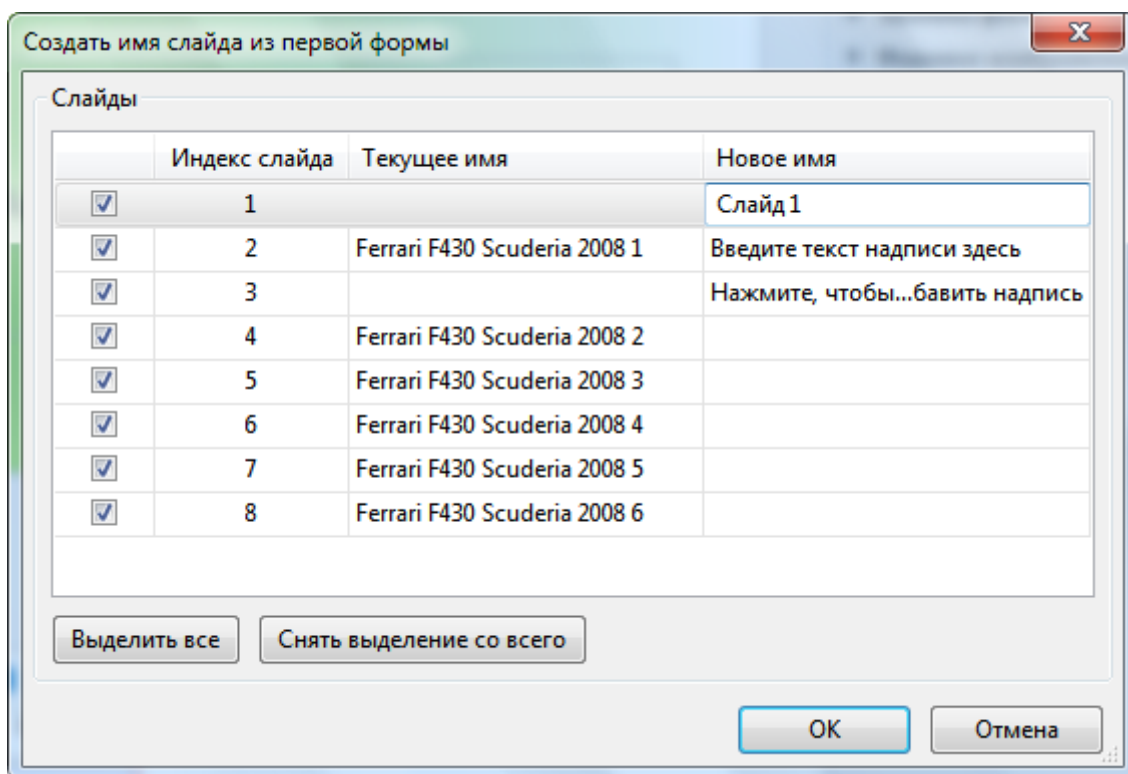 Создать имя слайда из первой формы
Слайды
Индекс слайда Текущее имя Новое имя
1 Слайд 1
2 Ferrari F430 Scuderia 2008 1 Введите текст надписи здесь
3 Нажмите, чтобы...бавить надпись
4 Ferrari F430 Scuderia 2008 2
5 Ferrari F430 Scuderia 2008 3
6 Ferrari F430 Scuderia 2008 4
7 Ferrari F430 Scuderia 2008 5
8 Ferrari F430 Scuderia 2008 6
Выделить все Снять выделение со всего
OK Отмена